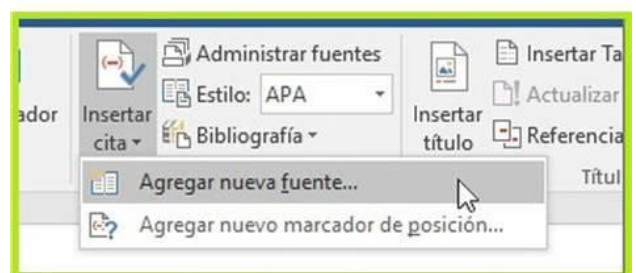 Administrar fuentes
Insertar Ta
Estilo: APA
Actualizar
ador
Insertar cita
Bibliografía
Insertar título
Referencia
Agregar nueva fuente...
Títul
Agregar nuevo marcador de posición...